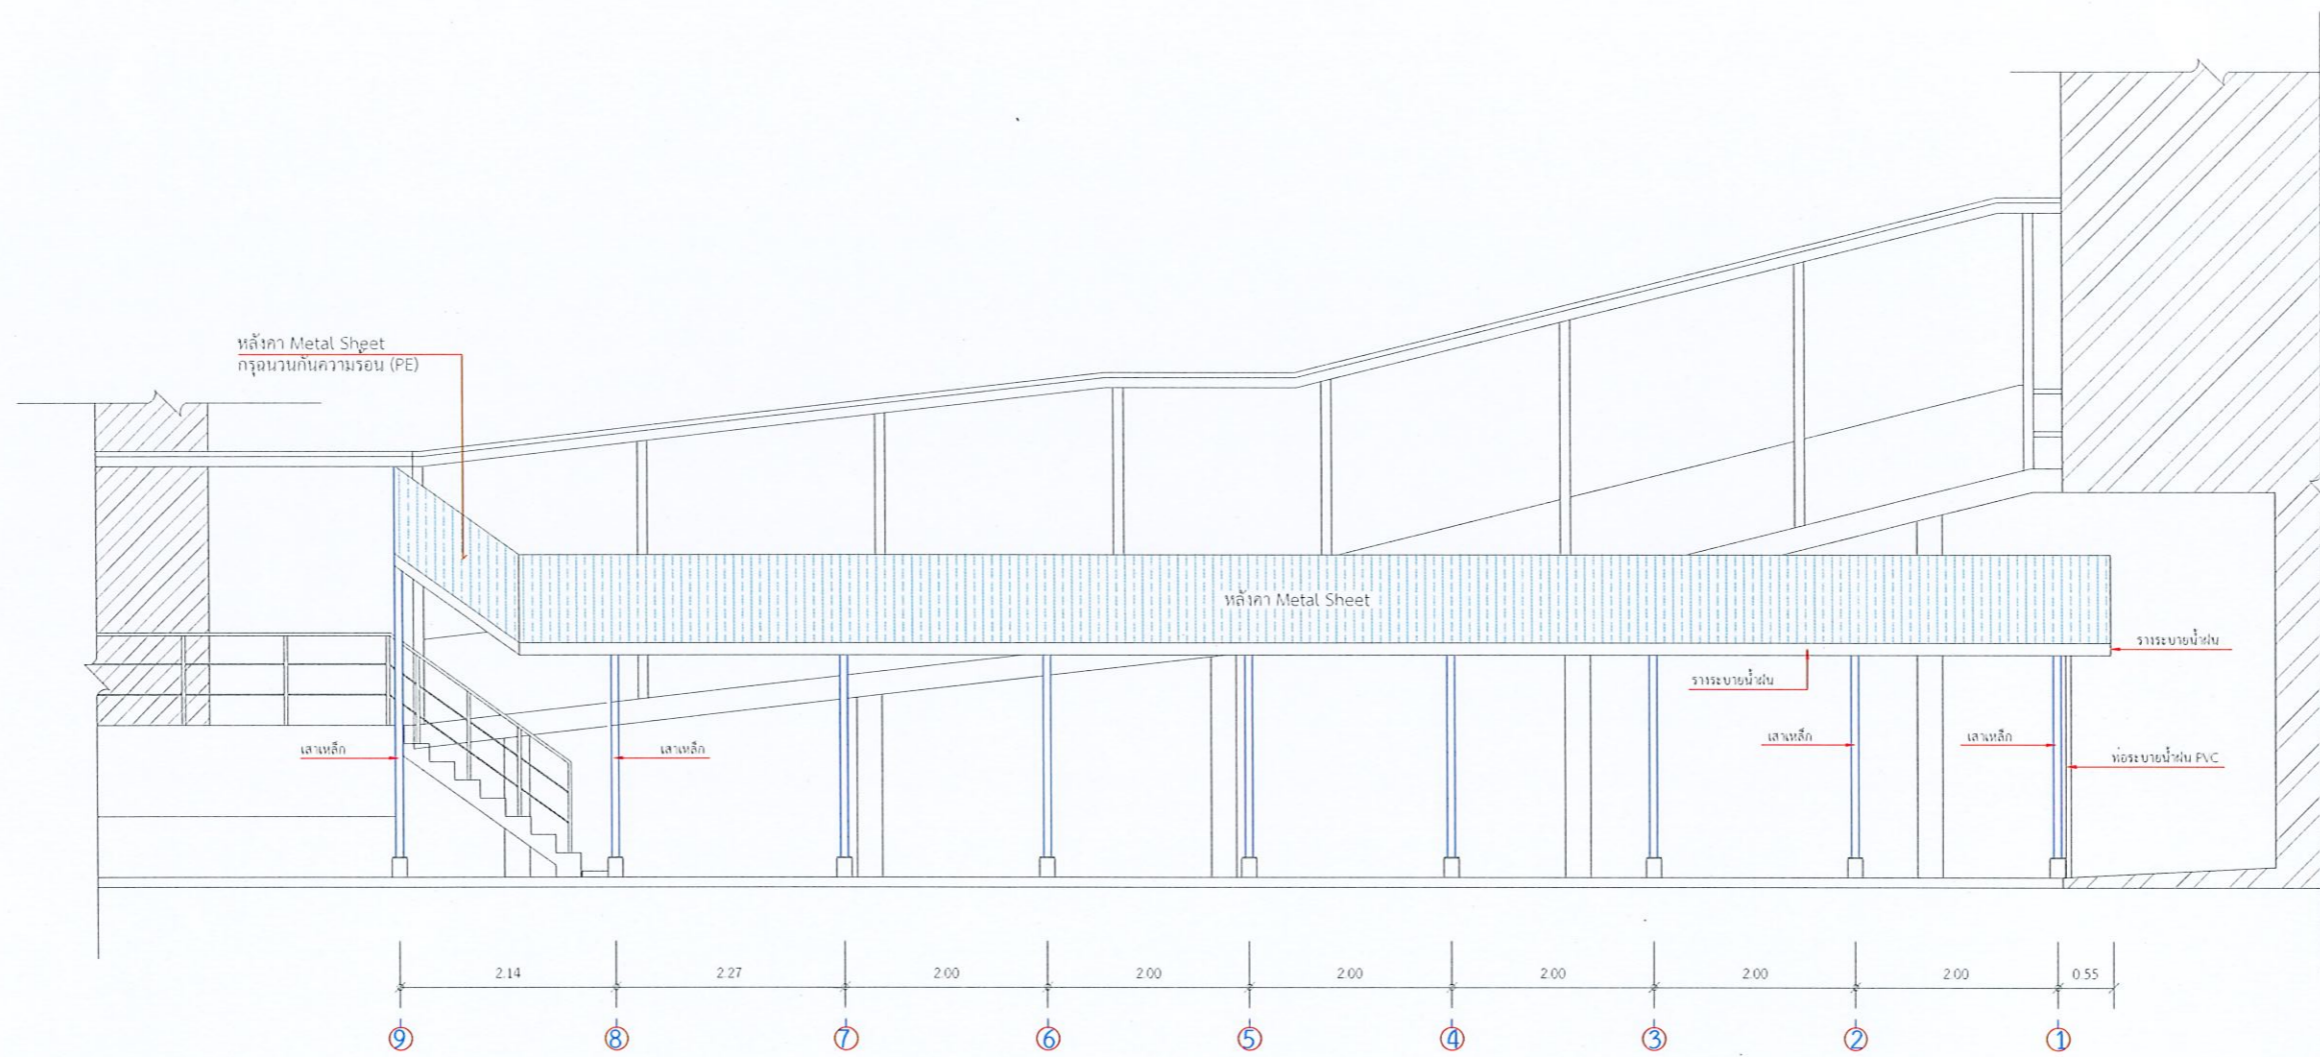 หลังคา Metal Sheet
กรุฉนวนกันความร้อน (PE)
หลังคา Metal Sheet
รางระบายน้ำฝน
รางระบายน้ำฝน
เสาเหล็ก
เสาเหล็ก
เสาเหล็ก
เสาเหล็ก
ท่อระบายน้ำฝน PVC
2.14 2.27 2.00 2.00 2.00 2.00 2.00 2.00 0.55
9 8 7 6 5 4 3 2 1